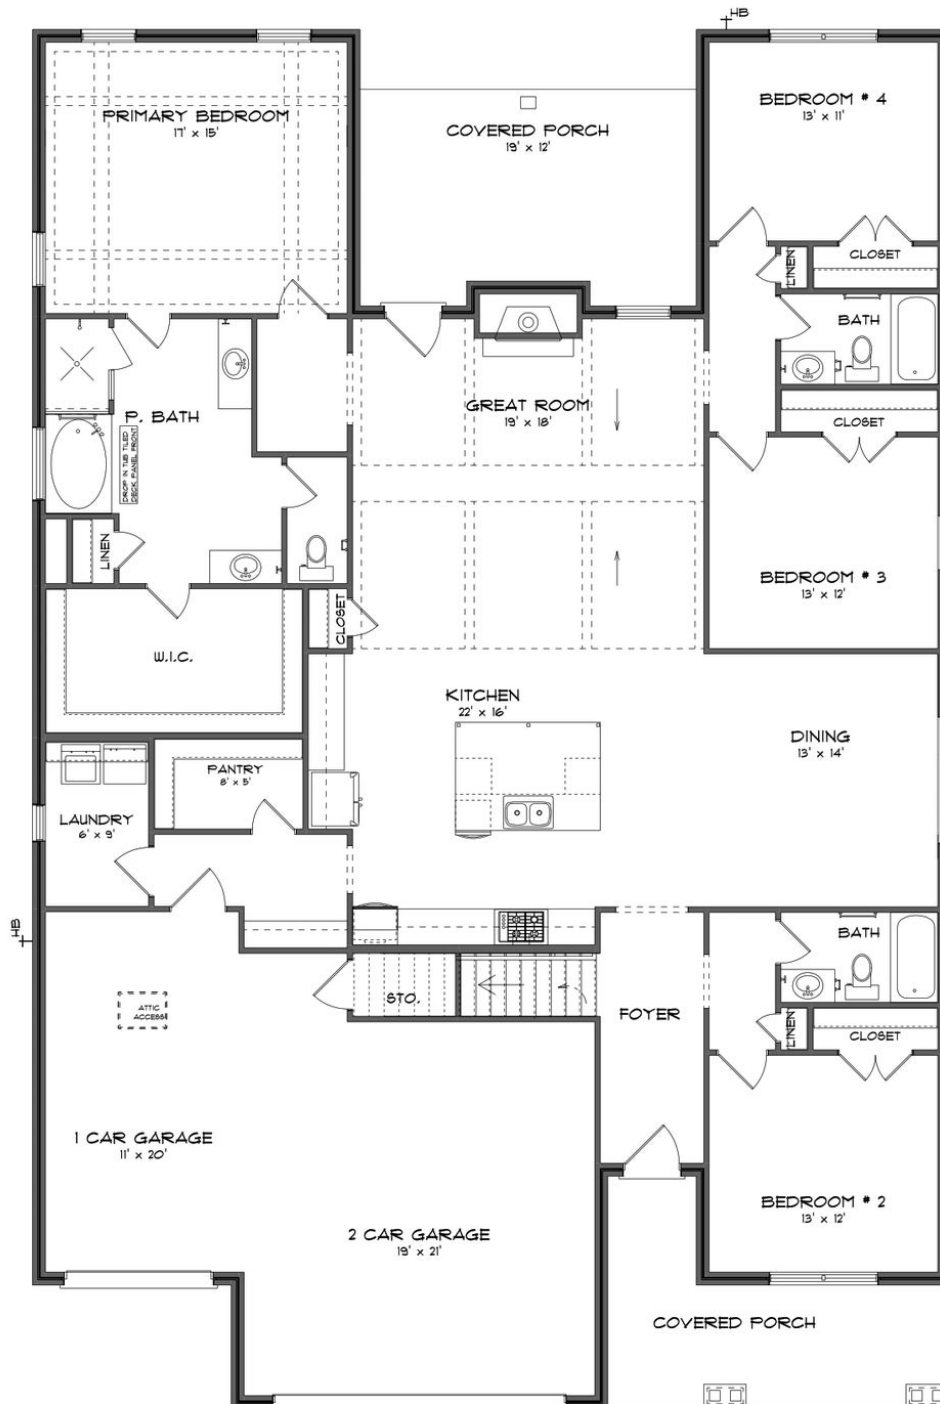 HB
PRIMARY BEDROOM
17' x 15'
COVERED PORCH
19' x 12'
BEDROOM # 4
13' x 11'
LINEN
CLOSET
BATH
P. BATH
DROP IN TUB TILED
DECK PANEL FRONT
GREAT ROOM
19' x 18'
CLOSET
LINEN
BEDROOM # 3
13' x 12'
CLOSET
W.I.C.
KITCHEN
22' x 16'
DINING
13' x 14'
PANTRY
8' x 5'
LAUNDRY
6' x 9'
HB
BATH
STO.
ATTIC
ACCESS
FOYER
LINEN
CLOSET
1 CAR GARAGE
11' x 20'
2 CAR GARAGE
19' x 21'
BEDROOM # 2
13' x 12'
COVERED PORCH